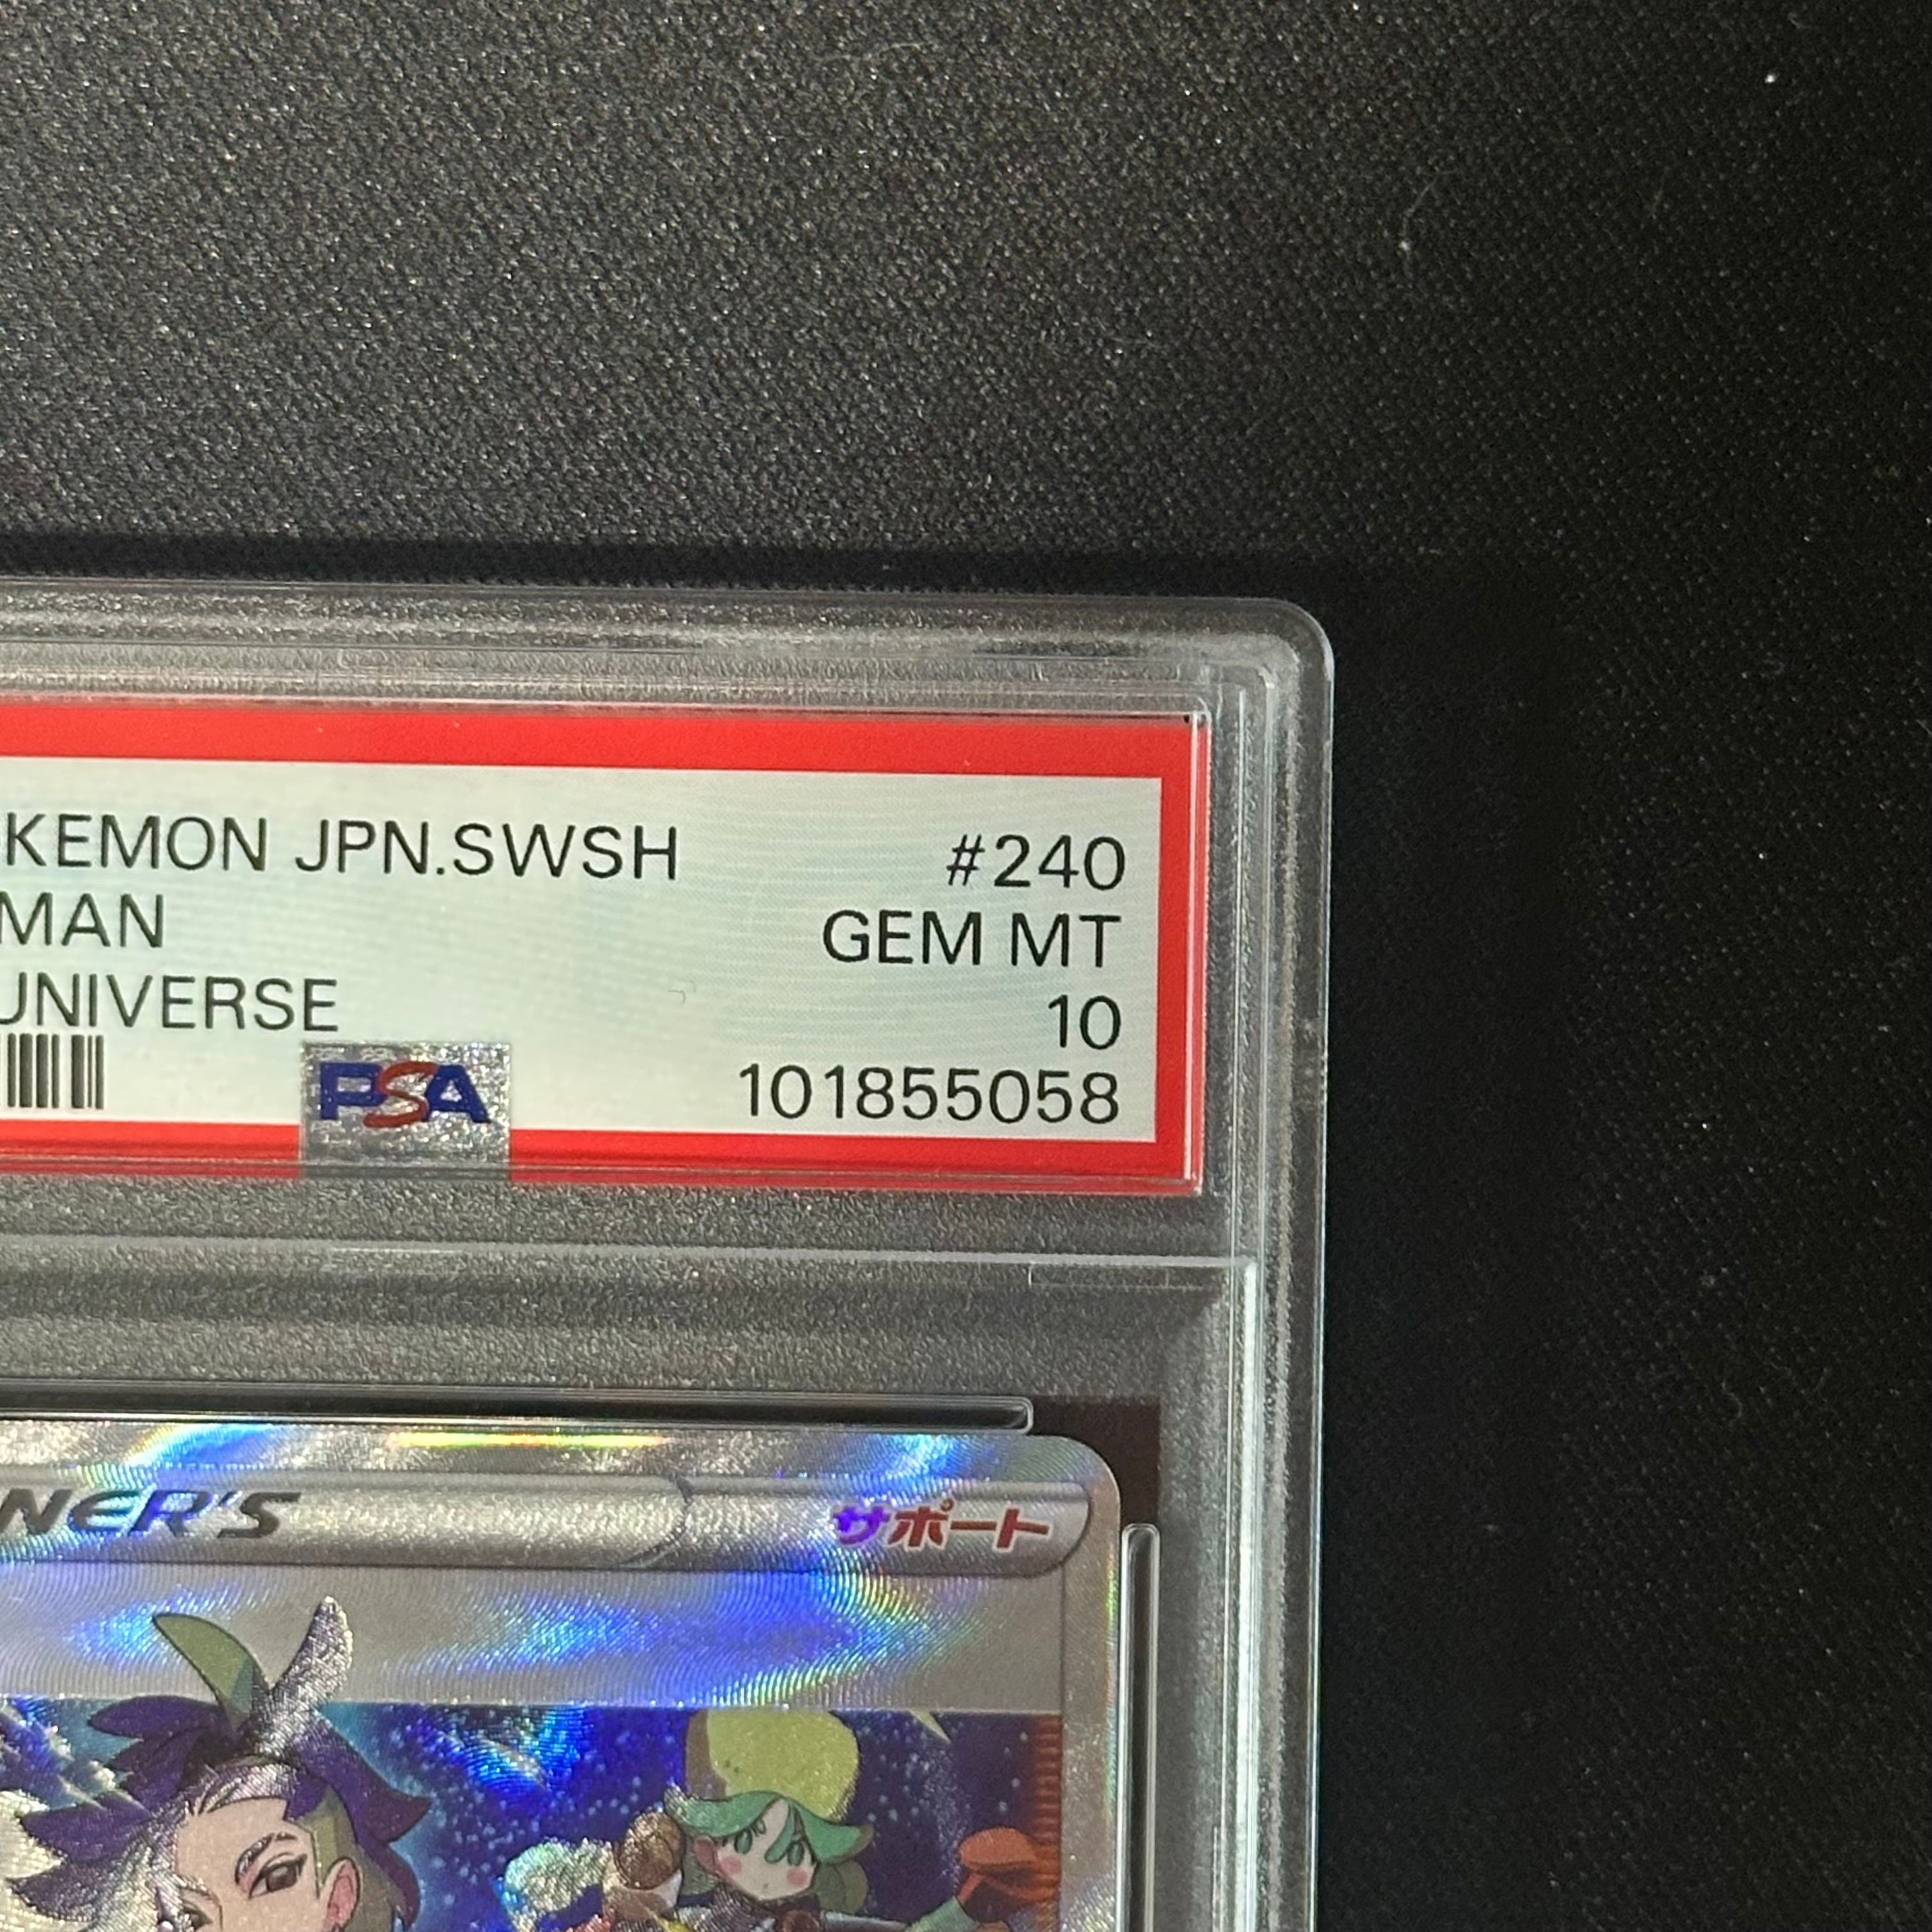 KEMON JPN.SWSH #240
MAN GEM MT
UNIVERSE 10
PSA 101855058
NER'S サポート